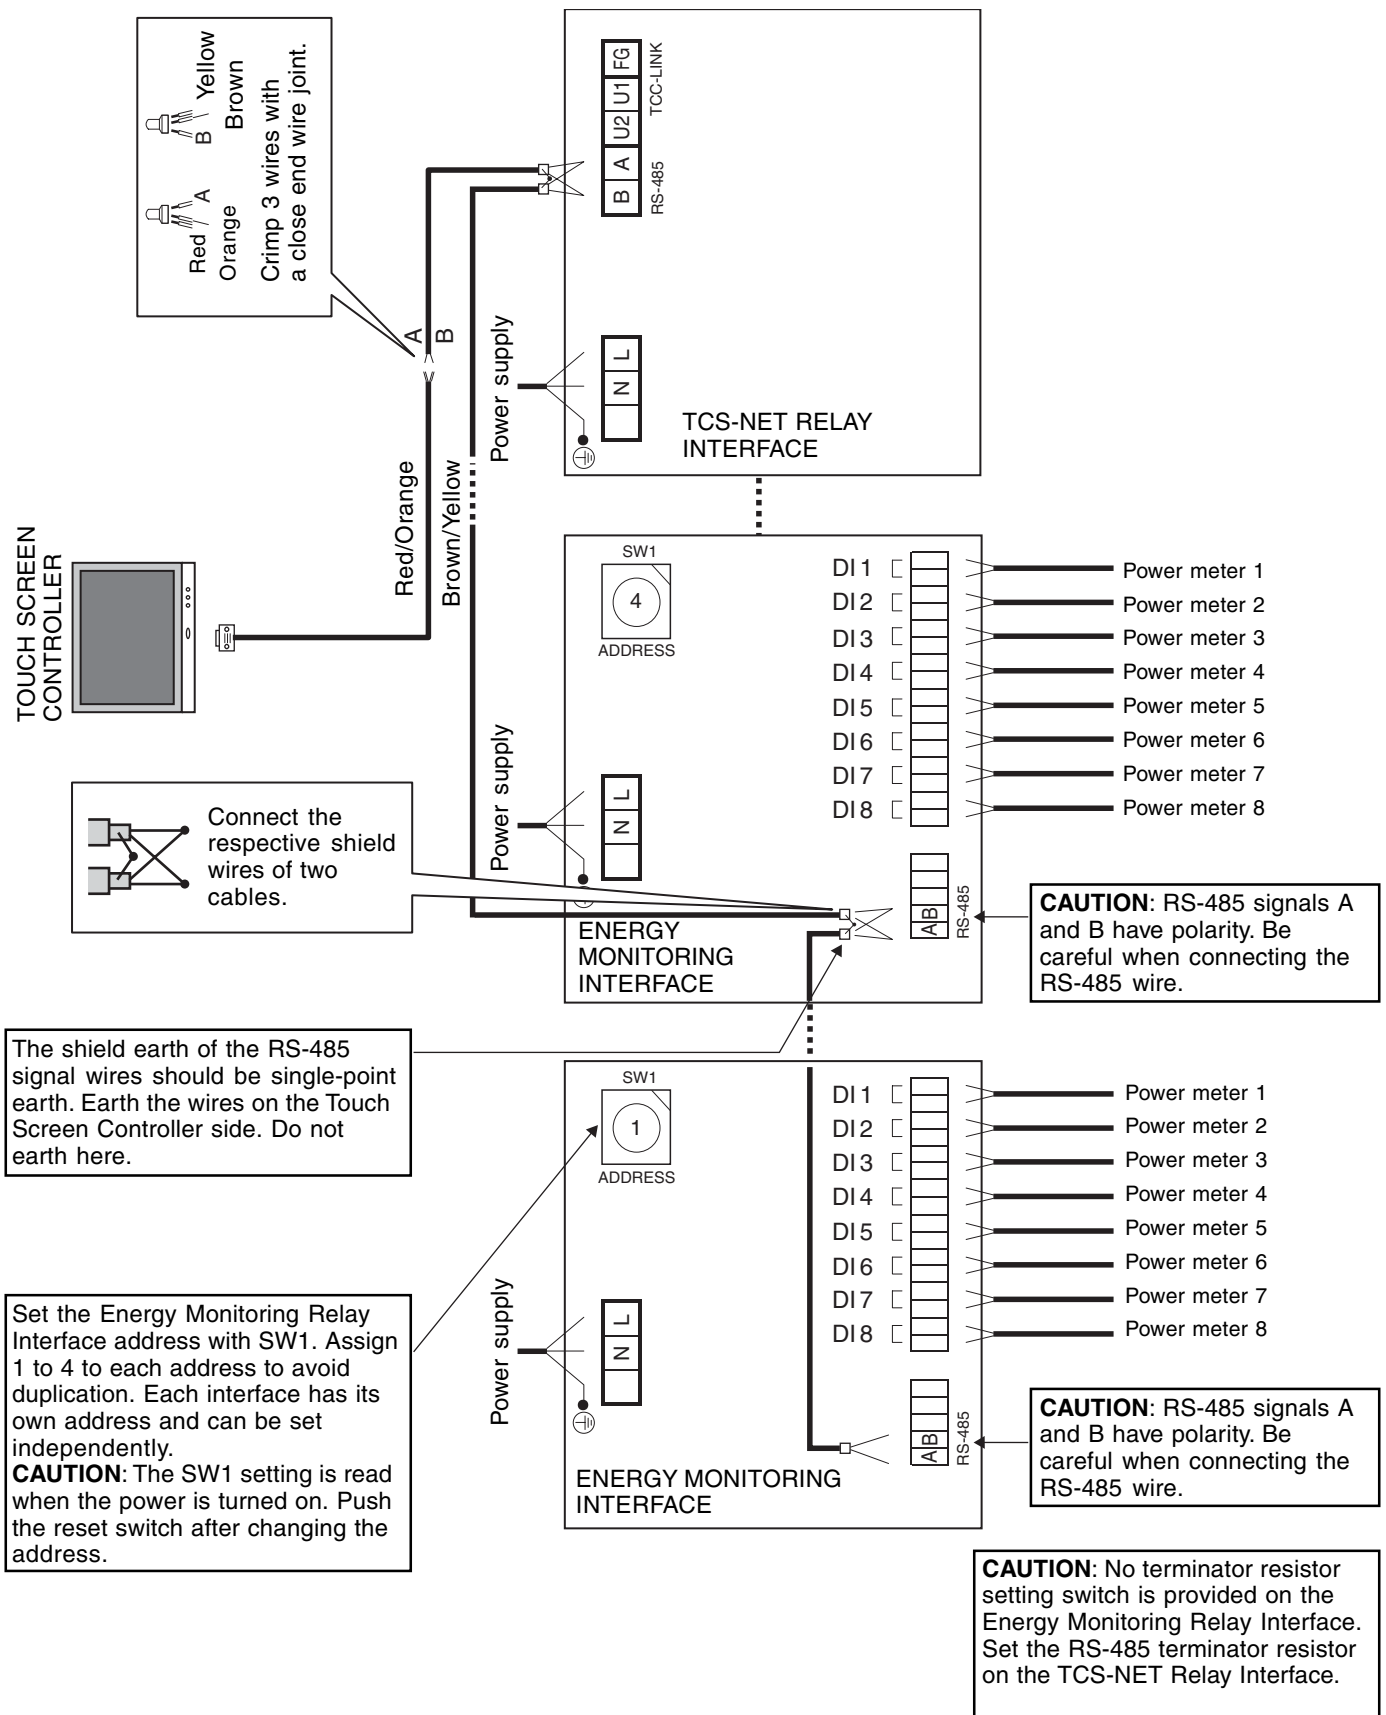 Yellow
B
Brown
Red
A
Orange
Crimp 3 wires with
a close end wire joint.
B A U2 U1 FG
RS-485
TCC-LINK
A
B
Power supply
N L
TCS-NET RELAY
INTERFACE
Red/Orange
Brown/Yellow
TOUCH SCREEN
CONTROLLER
SW1
4
ADDRESS
DI1
DI2
DI3
DI4
DI5
DI6
DI7
DI8
Power meter 1
Power meter 2
Power meter 3
Power meter 4
Power meter 5
Power meter 6
Power meter 7
Power meter 8
Power supply
N L
Connect the
respective shield
wires of two
cables.
AB
RS-485
ENERGY
MONITORING
INTERFACE
CAUTION: RS-485 signals A
and B have polarity. Be
careful when connecting the
RS-485 wire.
The shield earth of the RS-485
signal wires should be single-point
earth. Earth the wires on the Touch
Screen Controller side. Do not
earth here.
SW1
1
ADDRESS
DI1
DI2
DI3
DI4
DI5
DI6
DI7
DI8
Power meter 1
Power meter 2
Power meter 3
Power meter 4
Power meter 5
Power meter 6
Power meter 7
Power meter 8
Set the Energy Monitoring Relay
Interface address with SW1. Assign
1 to 4 to each address to avoid
duplication. Each interface has its
own address and can be set
independently.
CAUTION: The SW1 setting is read
when the power is turned on. Push
the reset switch after changing the
address.
Power supply
N L
AB
RS-485
ENERGY MONITORING
INTERFACE
CAUTION: RS-485 signals A
and B have polarity. Be
careful when connecting the
RS-485 wire.
CAUTION: No terminator resistor
setting switch is provided on the
Energy Monitoring Relay Interface.
Set the RS-485 terminator resistor
on the TCS-NET Relay Interface.